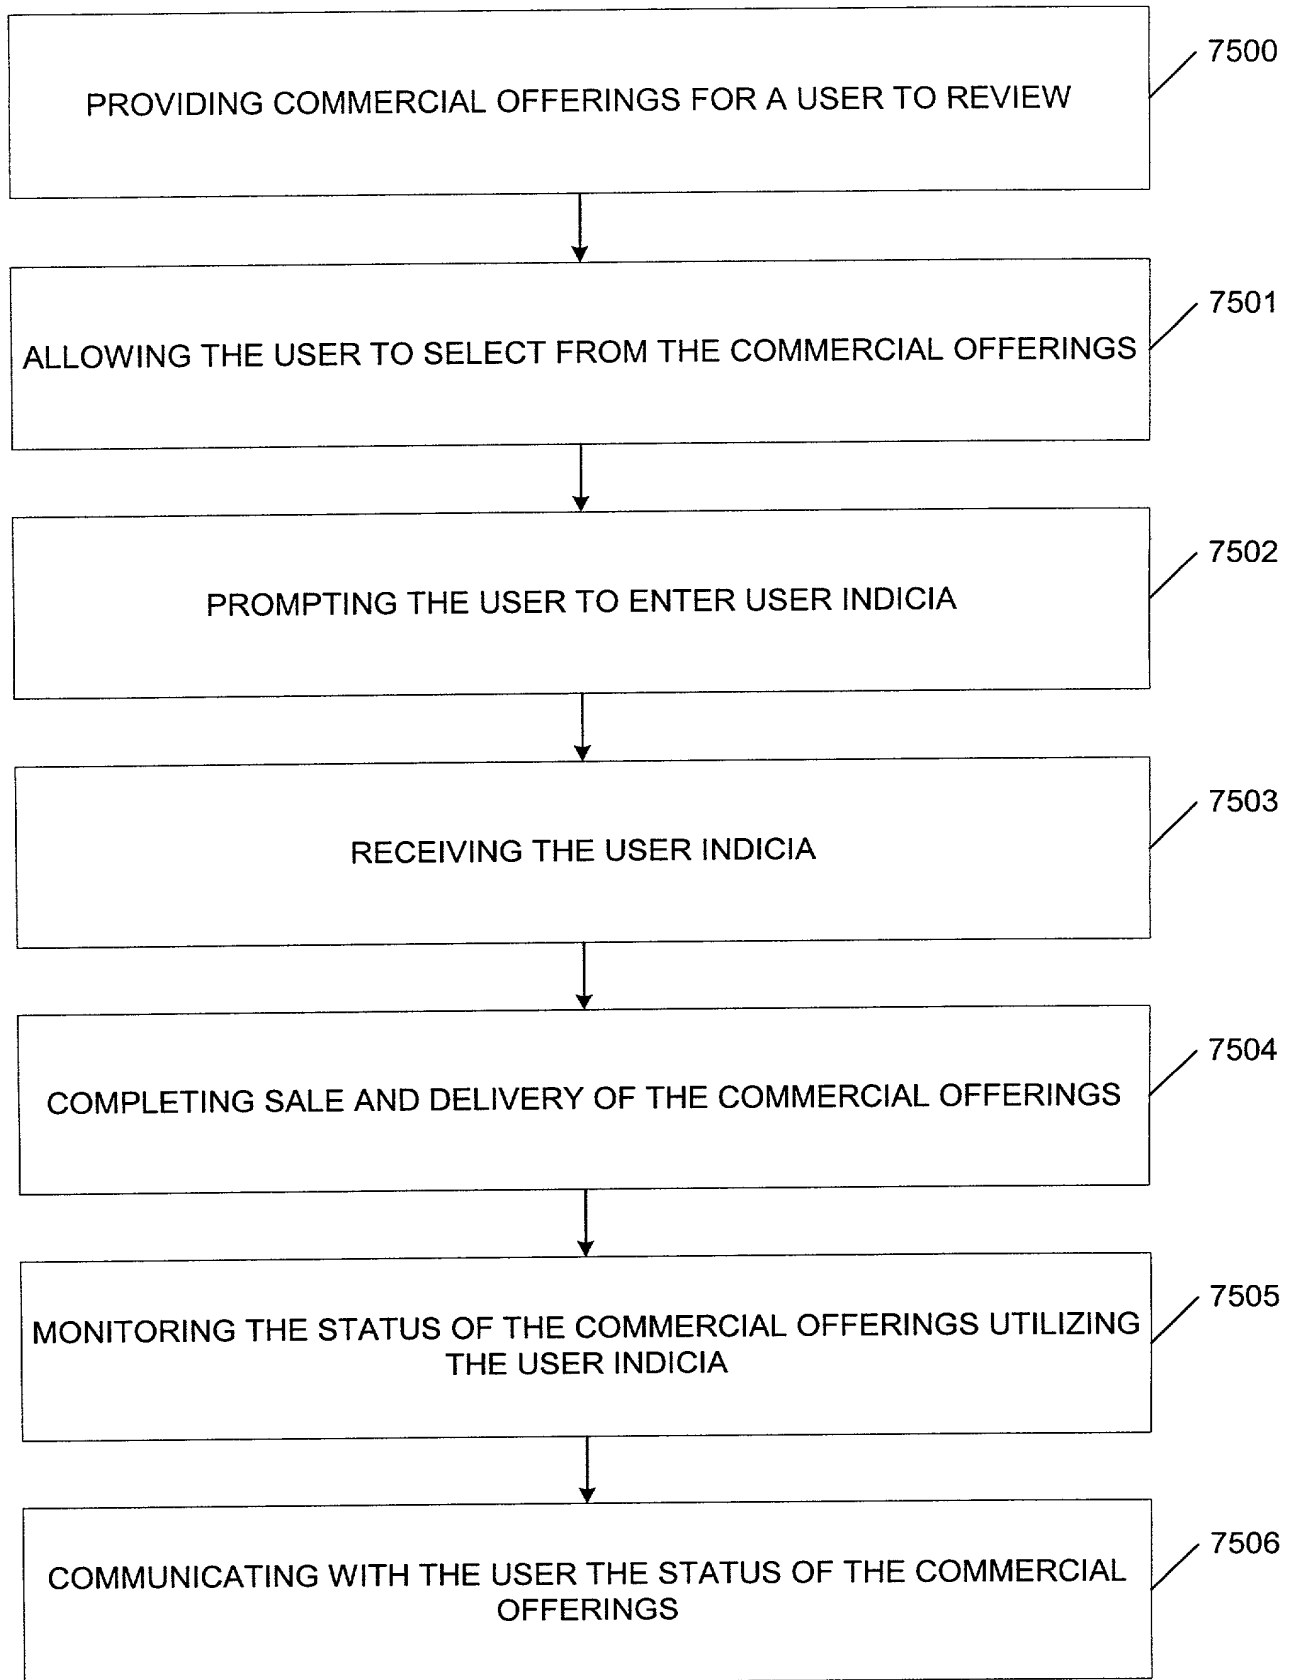 7500
PROVIDING COMMERCIAL OFFERINGS FOR A USER TO REVIEW
7501
ALLOWING THE USER TO SELECT FROM THE COMMERCIAL OFFERINGS
7502
PROMPTING THE USER TO ENTER USER INDICIA
7503
RECEIVING THE USER INDICIA
7504
COMPLETING SALE AND DELIVERY OF THE COMMERCIAL OFFERINGS
7505
MONITORING THE STATUS OF THE COMMERCIAL OFFERINGS UTILIZING
THE USER INDICIA
7506
COMMUNICATING WITH THE USER THE STATUS OF THE COMMERCIAL
OFFERINGS